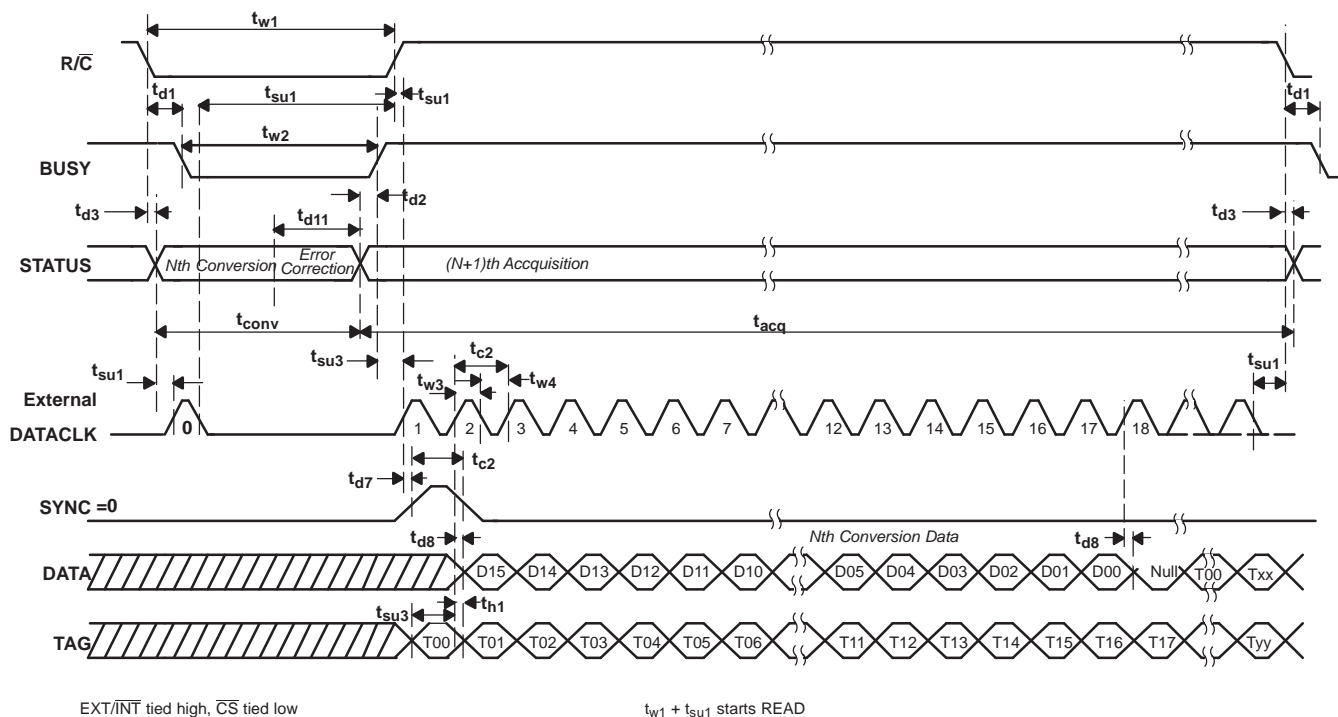 tw1
R/C
td1
tsu1
tsu1
td1
tw2
BUSY
td2
td3
td11
td3
STATUS
Nth Conversion
Error
Correction
(N+1)th Accquisition
tconv
tacq
tsu3
tc2
tsu1
tw3
tw4
tsu1
External
DATACLK
0
1
2
3
4
5
6
7
12
13
14
15
16
17
18
tc2
td7
SYNC =0
td8
Nth Conversion Data
td8
DATA
D15
D14
D13
D12
D11
D10
D05
D04
D03
D02
D01
D00
Null
T00
Txx
tsu3
th1
TAG
T00
T01
T02
T03
T04
T05
T06
T11
T12
T13
T14
T15
T16
T17
Tyy
EXT/INT tied high, CS tied low
tw1 + tsu1 starts READ